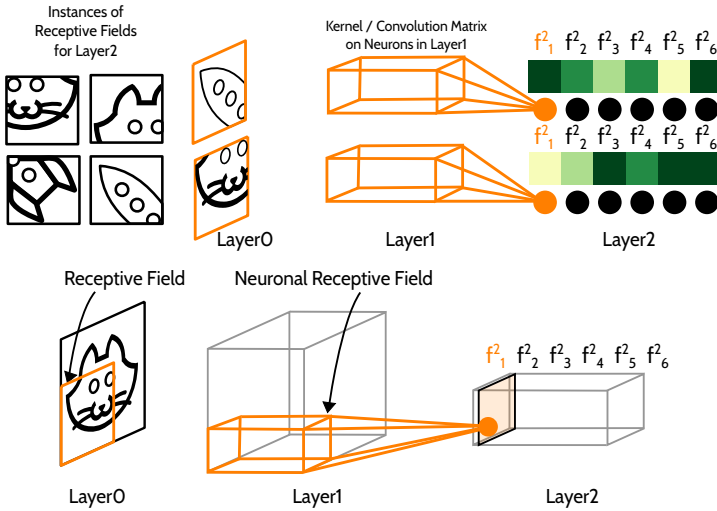 Instances of
Receptive Fields
for Layer2
Kernel / Convolution Matrix
on Neurons in Layer1
f²₁ f²₂ f²₃ f²₄ f²₅ f²₆
f²₁ f²₂ f²₃ f²₄ f²₅ f²₆
Layer0 Layer1 Layer2
Receptive Field Neuronal Receptive Field
f²₁ f²₂ f²₃ f²₄ f²₅ f²₆
Layer0 Layer1 Layer2